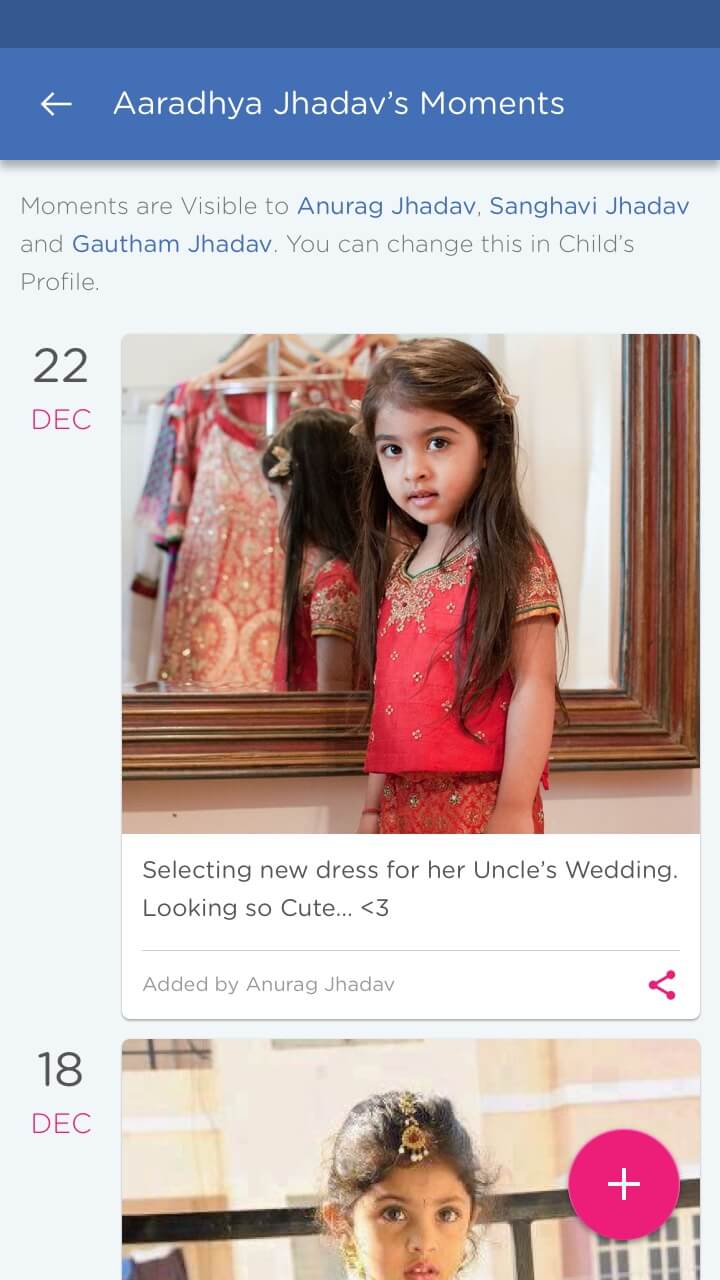 Aaradhya Jhadav’s Moments
Moments are Visible to Anurag Jhadav, Sanghavi Jhadav
and Gautham Jhadav. You can change this in Child’s
Profile.
22
DEC
Selecting new dress for her Uncle’s Wedding.
Looking so Cute... <3
Added by Anurag Jhadav
18
DEC